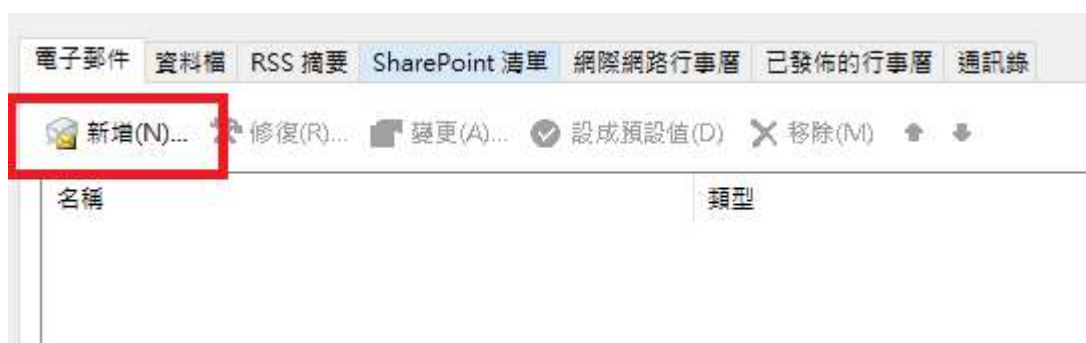 電子郵件 資料檔 RSS 摘要 SharePoint 清單 網際網路行事曆 已發佈的行事曆 通訊錄
新增(N)... 修復(R)... 變更(A)... 設成預設值(D) 移除(M)
名稱 類型